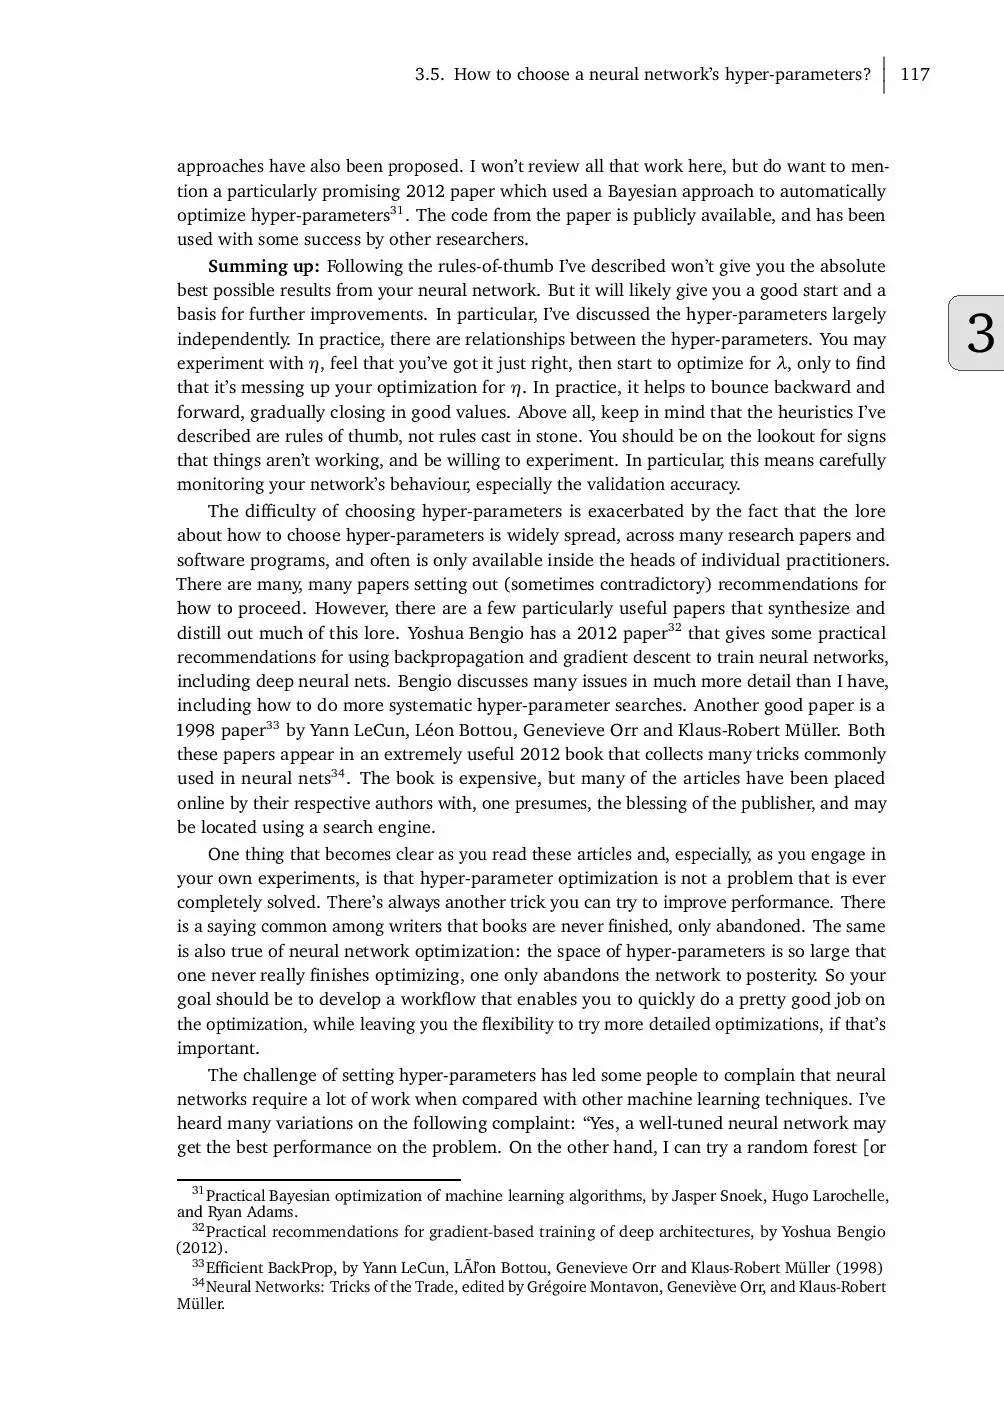 3.5. How to choose a neural network's hyper-parameters? 117
approaches have also been proposed. I won't review all that work here, but do want to men-
tion a particularly promising 2012 paper which used a Bayesian approach to automatically
optimize hyper-parameters31. The code from the paper is publicly available, and has been
used with some success by other researchers.
Summing up: Following the rules-of-thumb I've described won't give you the absolute
best possible results from your neural network. But it will likely give you a good start and a
basis for further improvements. In particular, I've discussed the hyper-parameters largely
independently. In practice, there are relationships between the hyper-parameters. You may
experiment with η, feel that you've got it just right, then start to optimize for λ, only to find
that it's messing up your optimization for η. In practice, it helps to bounce backward and
forward, gradually closing in good values. Above all, keep in mind that the heuristics I've
described are rules of thumb, not rules cast in stone. You should be on the lookout for signs
that things aren't working, and be willing to experiment. In particular, this means carefully
monitoring your network's behaviour, especially the validation accuracy.
The difficulty of choosing hyper-parameters is exacerbated by the fact that the lore
about how to choose hyper-parameters is widely spread, across many research papers and
software programs, and often is only available inside the heads of individual practitioners.
There are many, many papers setting out (sometimes contradictory) recommendations for
how to proceed. However, there are a few particularly useful papers that synthesize and
distill out much of this lore. Yoshua Bengio has a 2012 paper32 that gives some practical
recommendations for using backpropagation and gradient descent to train neural networks,
including deep neural nets. Bengio discusses many issues in much more detail than I have,
including how to do more systematic hyper-parameter searches. Another good paper is a
1998 paper33 by Yann LeCun, Léon Bottou, Genevieve Orr and Klaus-Robert Müller. Both
these papers appear in an extremely useful 2012 book that collects many tricks commonly
used in neural nets34. The book is expensive, but many of the articles have been placed
online by their respective authors with, one presumes, the blessing of the publisher, and may
be located using a search engine.
One thing that becomes clear as you read these articles and, especially, as you engage in
your own experiments, is that hyper-parameter optimization is not a problem that is ever
completely solved. There's always another trick you can try to improve performance. There
is a saying common among writers that books are never finished, only abandoned. The same
is also true of neural network optimization: the space of hyper-parameters is so large that
one never really finishes optimizing, one only abandons the network to posterity. So your
goal should be to develop a workflow that enables you to quickly do a pretty good job on
the optimization, while leaving you the flexibility to try more detailed optimizations, if that's
important.
The challenge of setting hyper-parameters has led some people to complain that neural
networks require a lot of work when compared with other machine learning techniques. I've
heard many variations on the following complaint: “Yes, a well-tuned neural network may
get the best performance on the problem. On the other hand, I can try a random forest [or
31Practical Bayesian optimization of machine learning algorithms, by Jasper Snoek, Hugo Larochelle,
and Ryan Adams.
32Practical recommendations for gradient-based training of deep architectures, by Yoshua Bengio
(2012).
33Efficient BackProp, by Yann LeCun, LÃľon Bottou, Genevieve Orr and Klaus-Robert Müller (1998)
34Neural Networks: Tricks of the Trade, edited by Grégoire Montavon, Geneviève Orr, and Klaus-Robert
Müller.
3